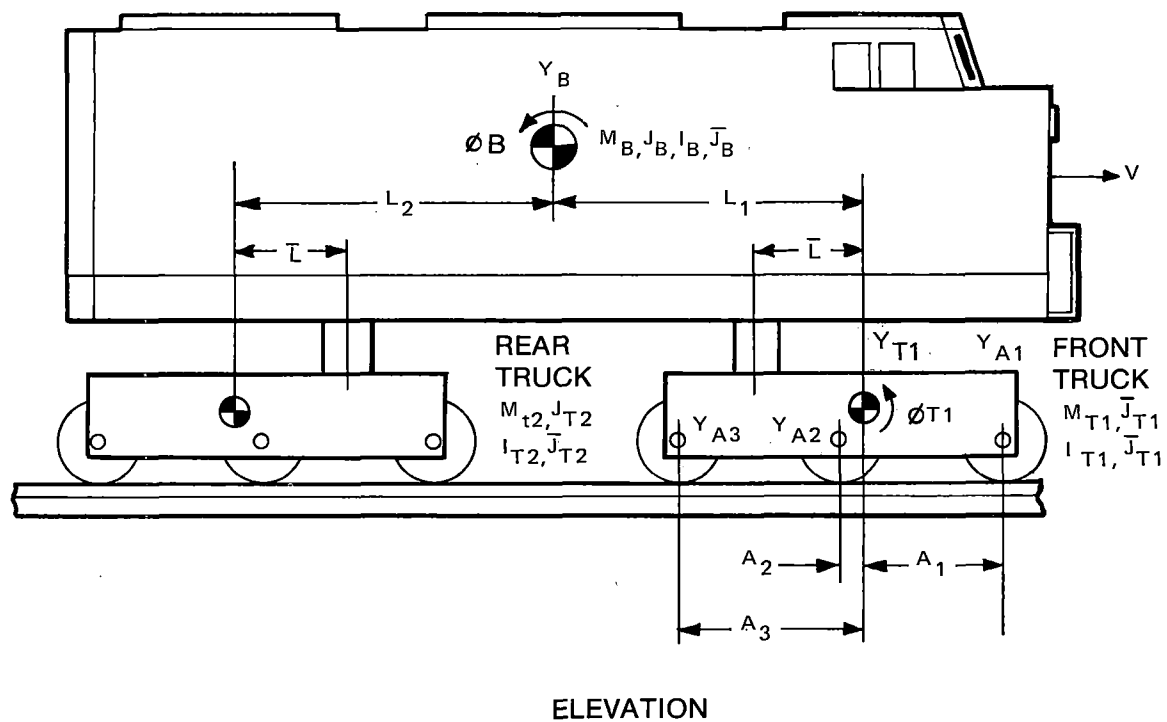 Y_B
øB
M_B, J_B, I_B, J̅_B
V
L_2
L_1
L̅
L̅
REAR
TRUCK
M_t2, J_T2
I_T2, J̅_T2
Y_T1
Y_A1
FRONT
TRUCK
M_T1, J̅_T1
I_T1, J̅_T1
Y_A3
Y_A2
øT1
A_2
A_1
A_3
ELEVATION